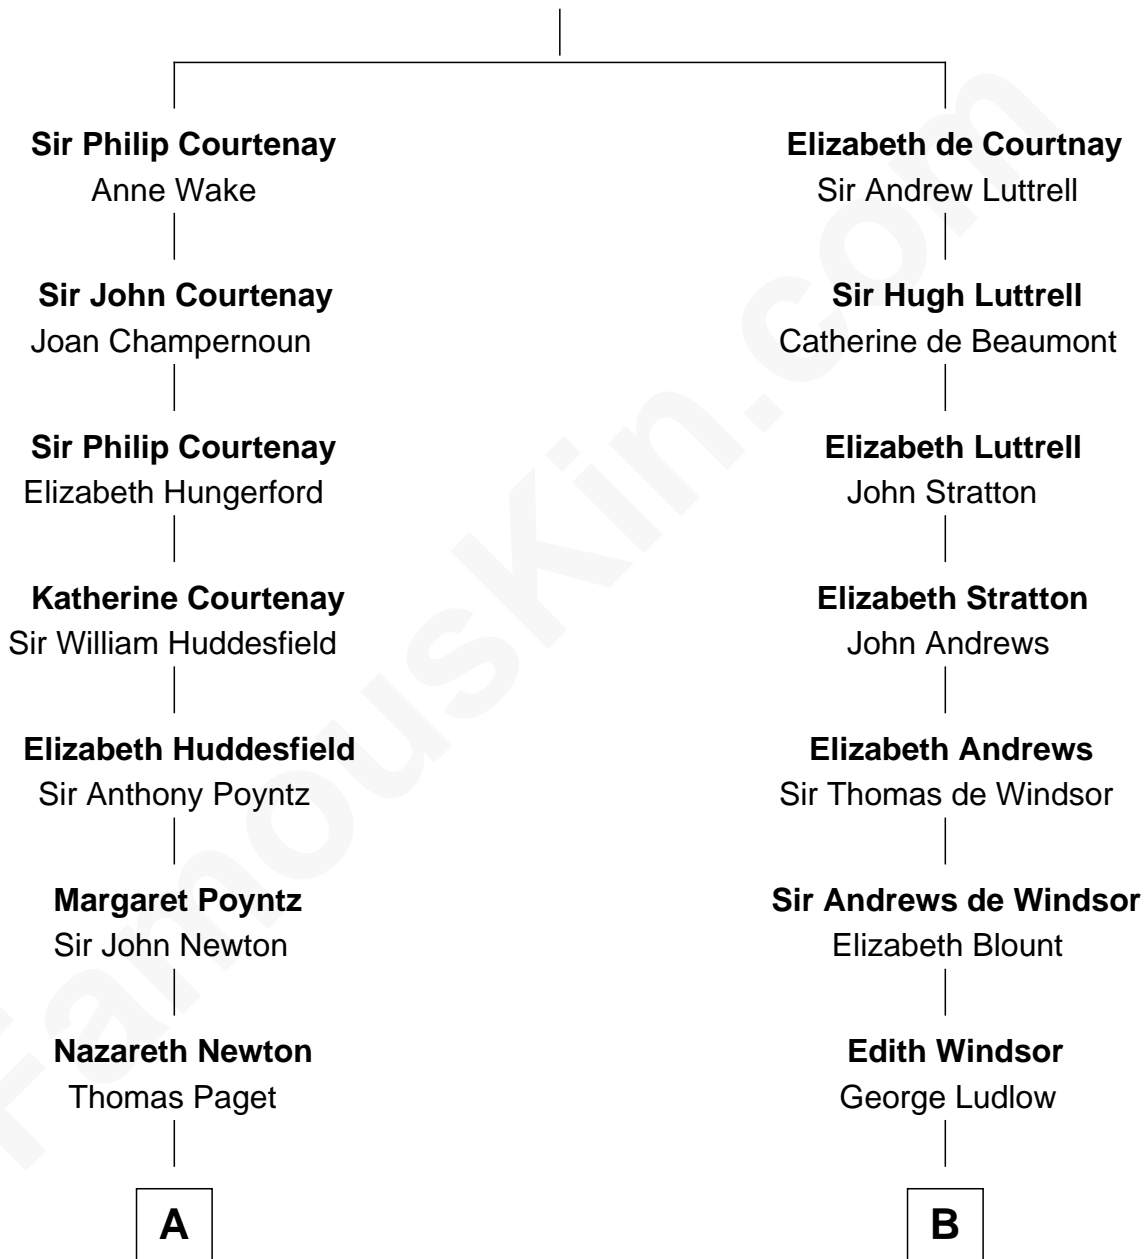 Sir Philip Courtenay
Anne Wake
Sir John Courtenay
Joan Champernoun
Sir Philip Courtenay
Elizabeth Hungerford
Katherine Courtenay
Sir William Huddesfield
Elizabeth Huddesfield
Sir Anthony Poyntz
Margaret Poyntz
Sir John Newton
Nazareth Newton
Thomas Paget
A
Elizabeth de Courtnay
Sir Andrew Luttrell
Sir Hugh Luttrell
Catherine de Beaumont
Elizabeth Luttrell
John Stratton
Elizabeth Stratton
John Andrews
Elizabeth Andrews
Sir Thomas de Windsor
Sir Andrews de Windsor
Elizabeth Blount
Edith Windsor
George Ludlow
B
FamousKin.com